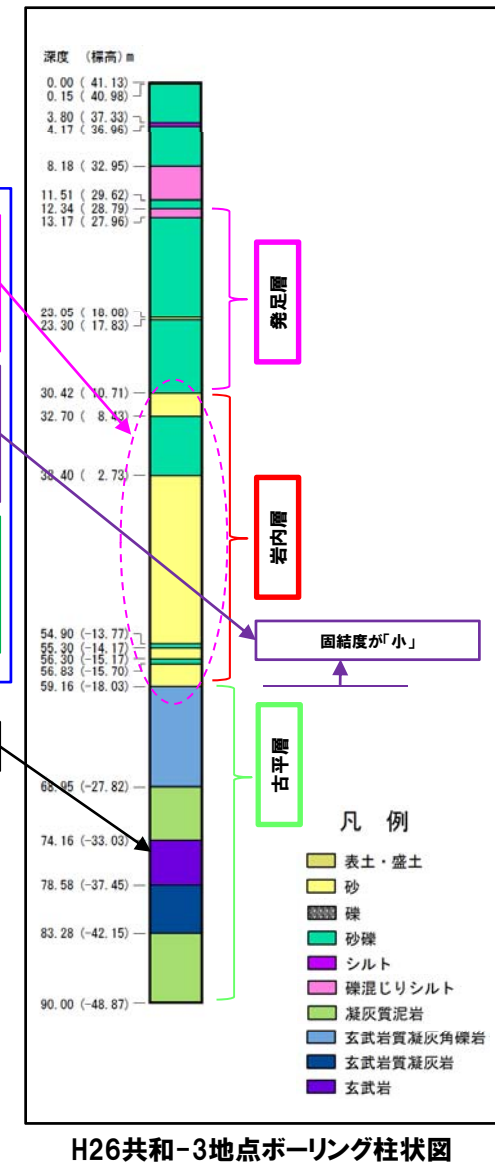 深度 (標高) m
0.00 ( 41.13)
0.15 ( 40.98)
3.80 ( 37.33)
4.17 ( 36.96)
8.18 ( 32.95)
11.51 ( 29.62)
12.34 ( 28.79)
13.17 ( 27.96)
23.05 ( 18.08)
23.30 ( 17.83)
30.42 ( 10.71)
32.70 ( 8.43)
38.40 ( 2.73)
54.90 (-13.77)
55.30 (-14.17)
56.30 (-15.17)
56.83 (-15.70)
59.16 (-18.03)
68.95 (-27.82)
74.16 (-33.03)
78.58 (-37.45)
83.28 (-42.15)
90.00 (-48.87)
発足層
岩内層
固結度が「小」
古平層
凡 例
表土・盛土
砂
礫
砂礫
シルト
礫混じりシルト
凝灰質泥岩
玄武岩質凝灰角礫岩
玄武岩質凝灰岩
玄武岩
H26共和-3地点ボーリング柱状図